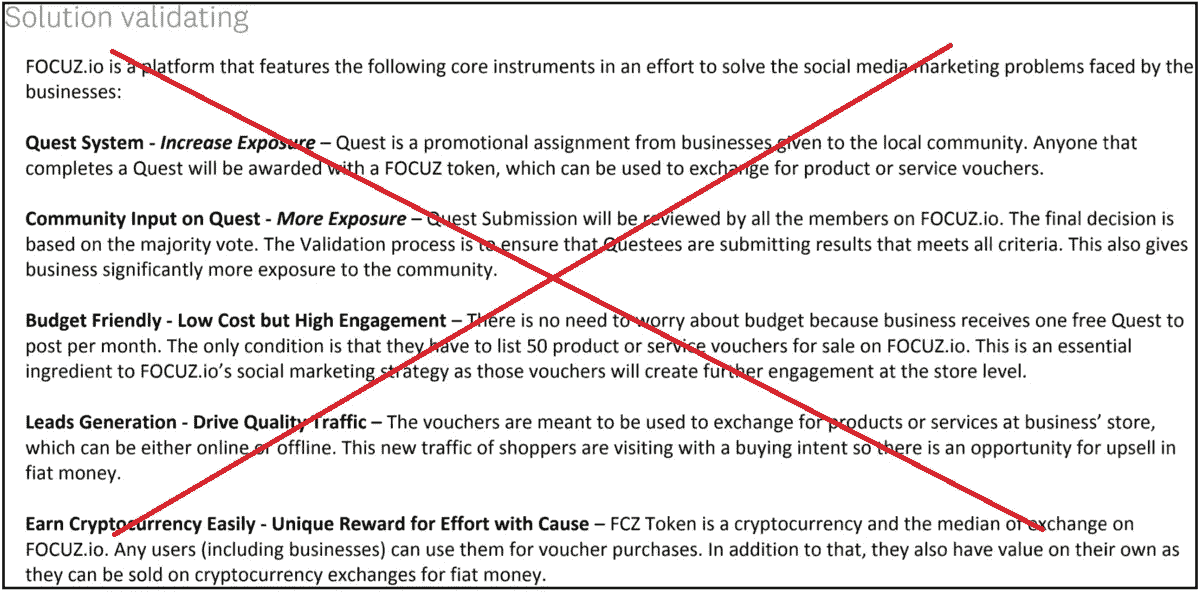 Solution validating
FOCUZ.io is a platform that features the following core instruments in an effort to solve the social media marketing problems faced by the
businesses:
Quest System - Increase Exposure – Quest is a promotional assignment from businesses given to the local community. Anyone that
completes a Quest will be awarded with a FOCUZ token, which can be used to exchange for product or service vouchers.
Community Input on Quest - More Exposure – Quest Submission will be reviewed by all the members on FOCUZ.io. The final decision is
based on the majority vote. The Validation process is to ensure that Questees are submitting results that meets all criteria. This also gives
business significantly more exposure to the community.
Budget Friendly - Low Cost but High Engagement – There is no need to worry about budget because business receives one free Quest to
post per month. The only condition is that they have to list 50 product or service vouchers for sale on FOCUZ.io. This is an essential
ingredient to FOCUZ.io’s social marketing strategy as those vouchers will create further engagement at the store level.
Leads Generation - Drive Quality Traffic – The vouchers are meant to be used to exchange for products or services at business’ store,
which can be either online or offline. This new traffic of shoppers are visiting with a buying intent so there is an opportunity for upsell in
fiat money.
Earn Cryptocurrency Easily - Unique Reward for Effort with Cause – FCZ Token is a cryptocurrency and the median of exchange on
FOCUZ.io. Any users (including businesses) can use them for voucher purchases. In addition to that, they also have value on their own as
they can be sold on cryptocurrency exchanges for fiat money.